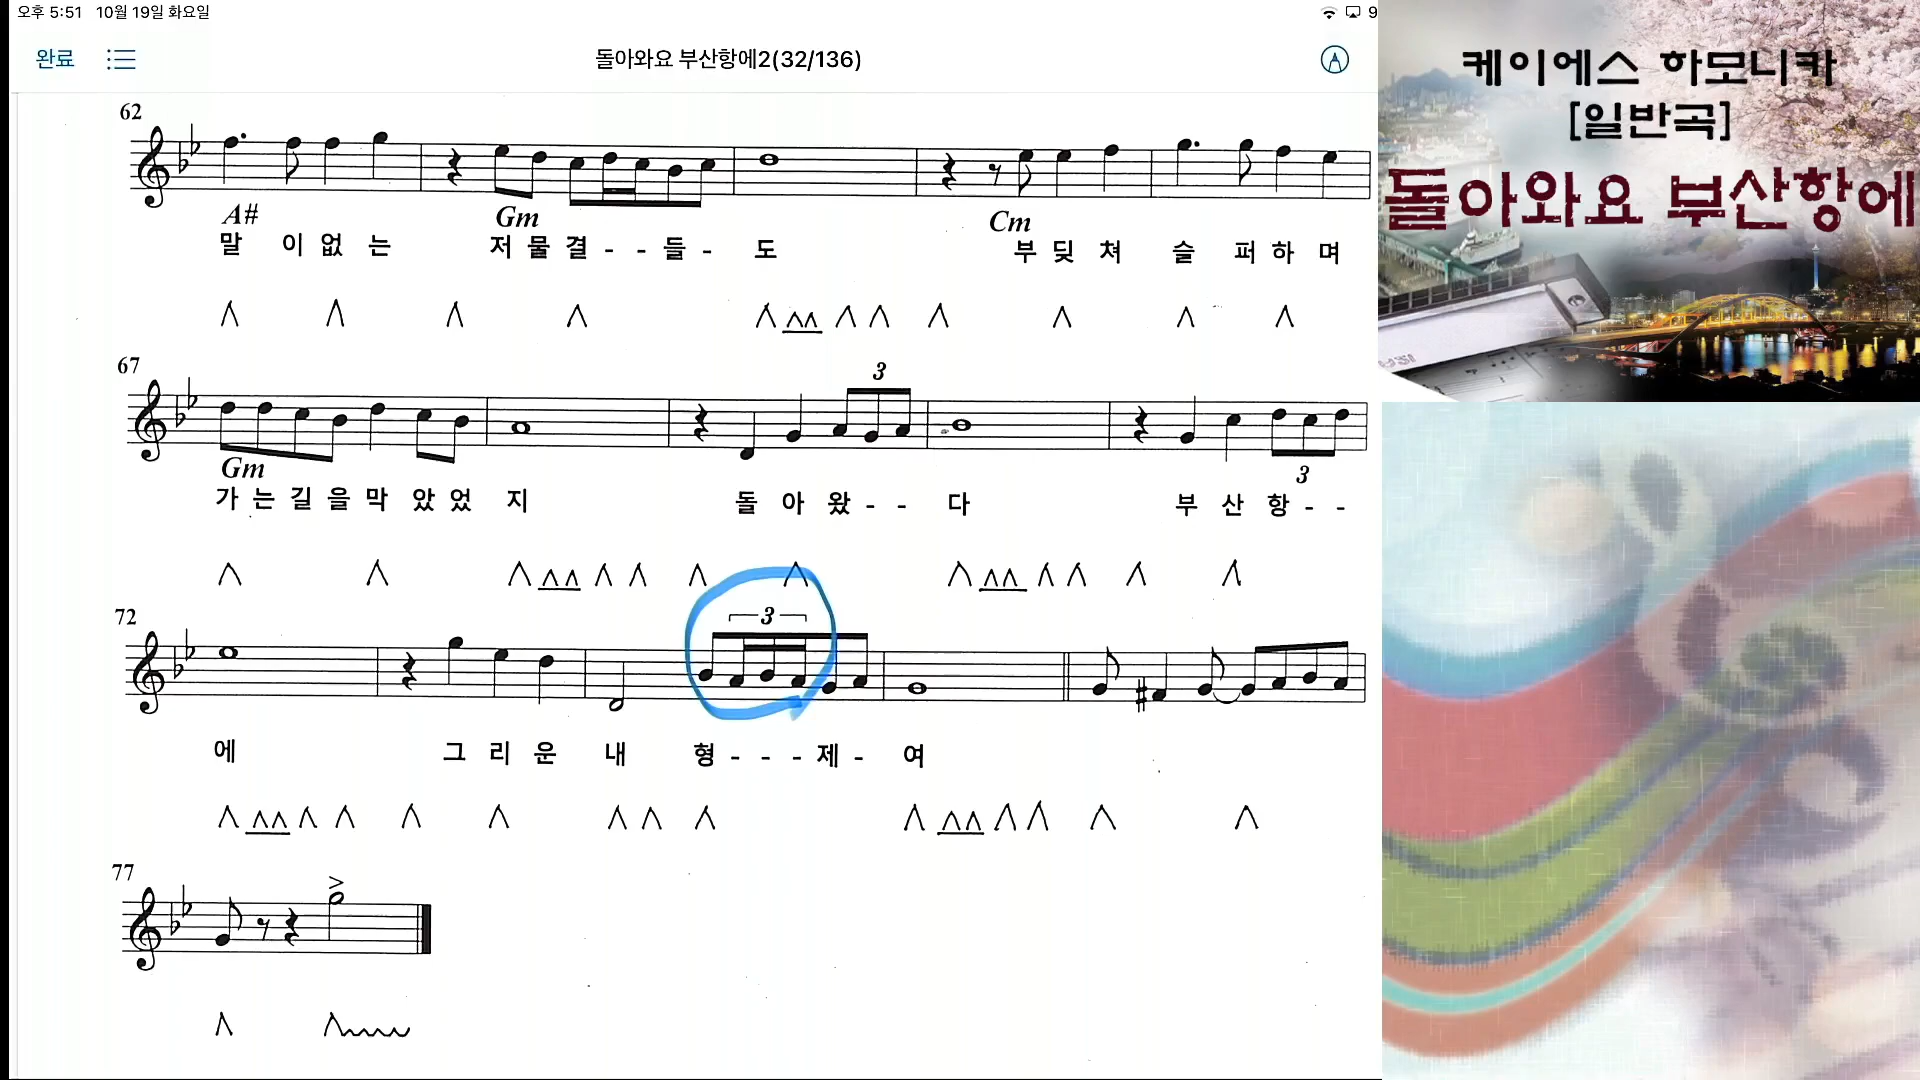 오후 5:51 10월 19일 화요일
9
완료
돌아와요 부산항에2(32/136)
케이에스 하모니카
[일반곡]
돌아와요 부산항에
62
A# Gm Cm
말 이 없 는 저 물 결 - - 들 - 도 부 딪 쳐 슬 퍼 하 며
67
3
3
Gm
가 는 길 을 막 았 었 지 돌 아 왔 - - 다 부 산 항 - -
72
3
에 그 리 운 내 형 - - - 제 - 여
77